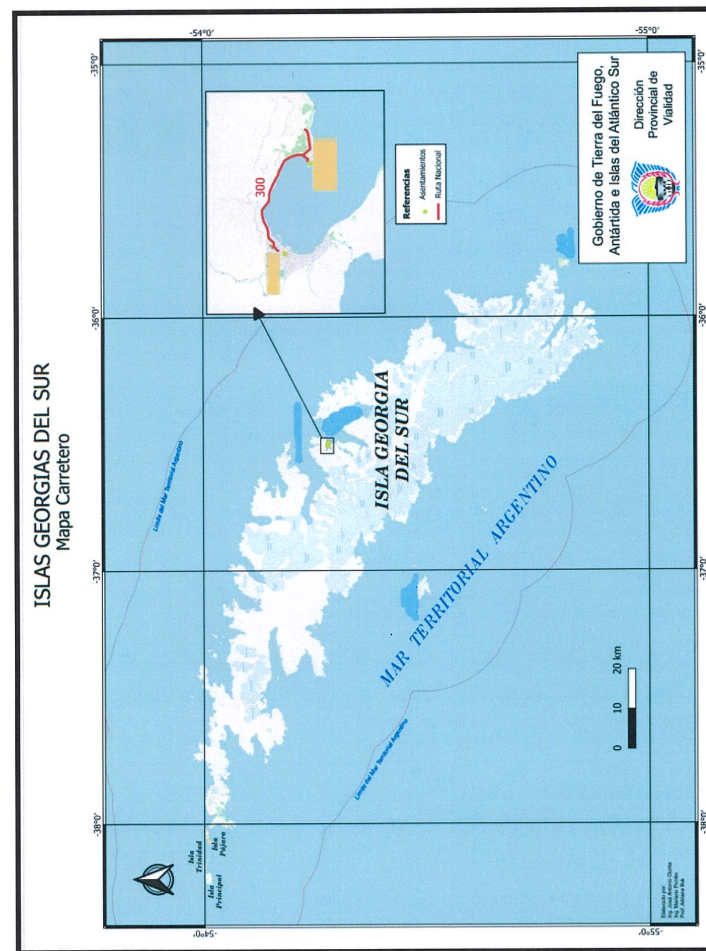 ISLAS GEORGIAS DEL SUR
Mapa Carretero
-38°0'
-37°0'
-36°0'
-35°0'
-54°0'
-54°0'
-55°0'
-55°0'
-38°0'
-37°0'
-36°0'
-35°0'
Isla
Trinidad
Isla
Principal
Isla
Pájaro
Límite del Mar Territorial Argentino
300
Referencias
Asentamientos
Ruta Nacional
ISLA GEORGIA
DEL SUR
MAR TERRITORIAL ARGENTINO
Límite del Mar Territorial Argentino
0 10 20 km
Gobierno de Tierra del Fuego,
Antártida e Islas del Atlántico Sur
Dirección
Provincial de
Vialidad
Elaborado por: